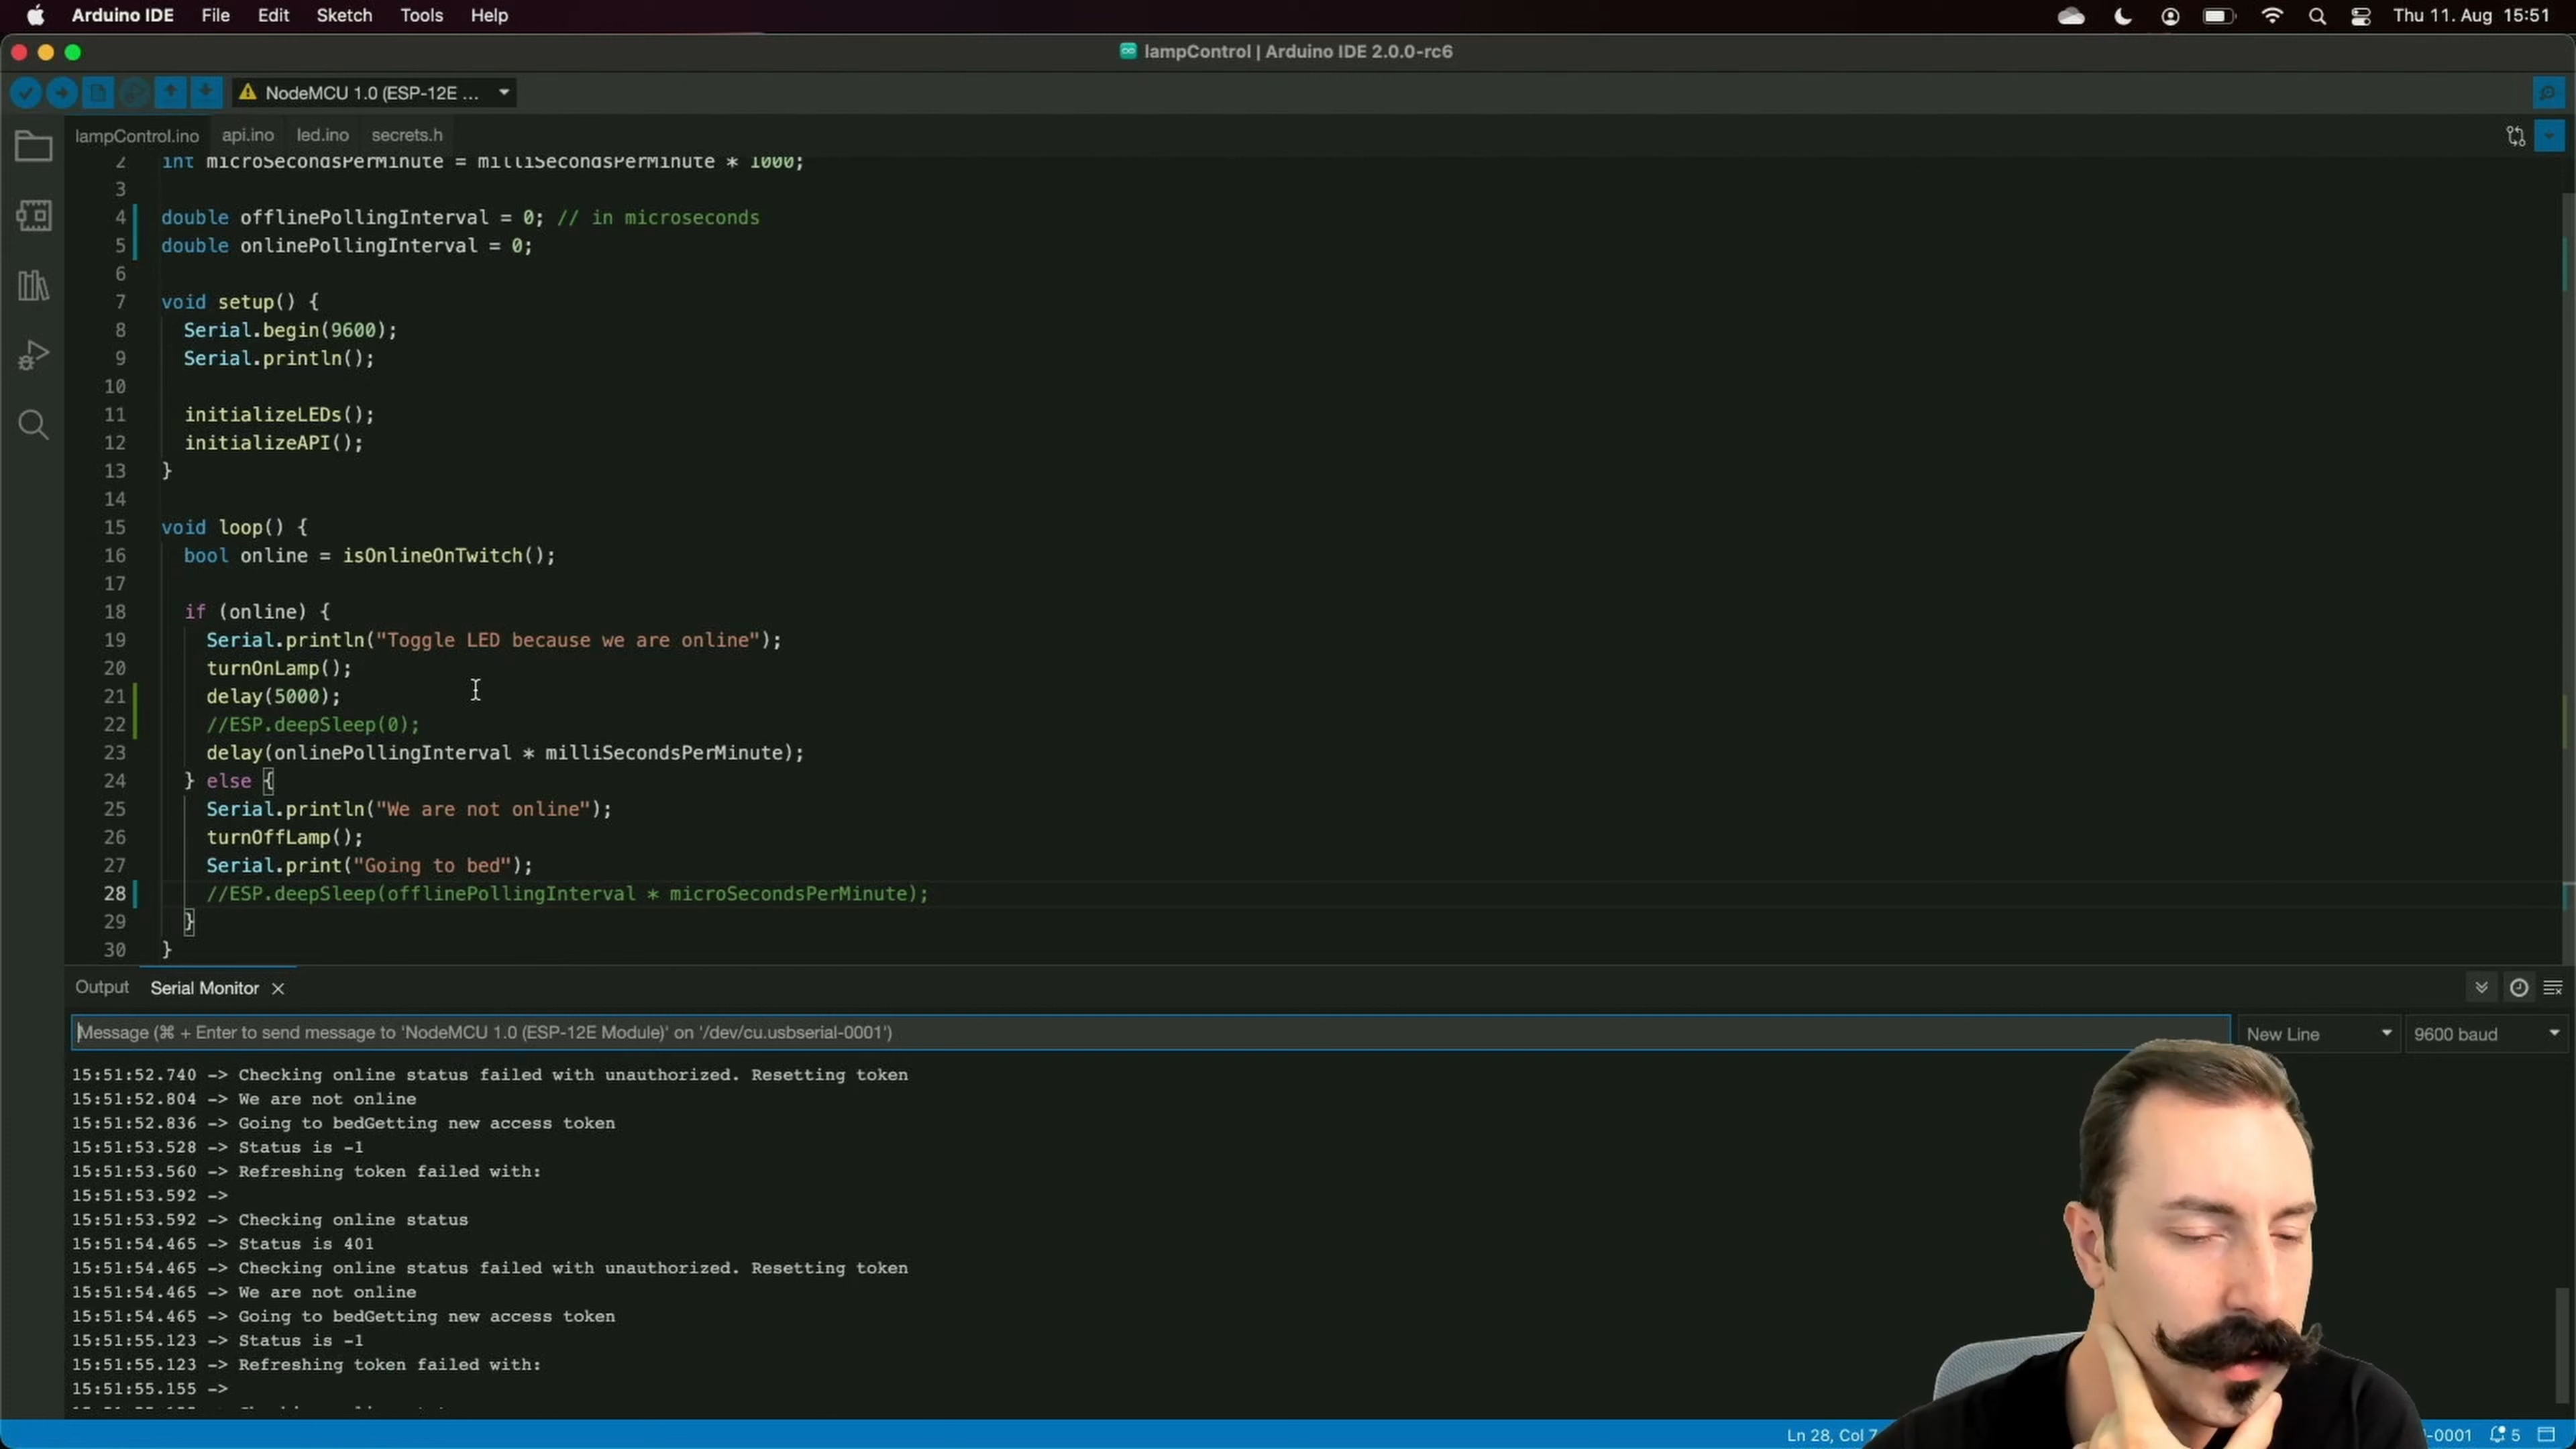 Arduino IDE File Edit Sketch Tools Help Thu 11. Aug 15:51
lampControl | Arduino IDE 2.0.0-rc6
NodeMCU 1.0 (ESP-12E ...
lampControl.ino api.ino led.ino secrets.h
2 int microSecondsPerMinute = milliSecondsPerMinute * 1000;
3
4 double offlinePollingInterval = 0; // in microseconds
5 double onlinePollingInterval = 0;
6
7 void setup() {
8 Serial.begin(9600);
9 Serial.println();
10
11 initializeLEDs();
12 initializeAPI();
13 }
14
15 void loop() {
16 bool online = isOnlineOnTwitch();
17
18 if (online) {
19 Serial.println("Toggle LED because we are online");
20 turnOnLamp();
21 delay(5000);
22 //ESP.deepSleep(0);
23 delay(onlinePollingInterval * milliSecondsPerMinute);
24 } else {
25 Serial.println("We are not online");
26 turnOffLamp();
27 Serial.print("Going to bed");
28 //ESP.deepSleep(offlinePollingInterval * microSecondsPerMinute);
29 }
30 }
Output Serial Monitor
Message (⌘ + Enter to send message to 'NodeMCU 1.0 (ESP-12E Module)' on '/dev/cu.usbserial-0001') New Line 9600 baud
15:51:52.740 -> Checking online status failed with unauthorized. Resetting token
15:51:52.804 -> We are not online
15:51:52.836 -> Going to bedGetting new access token
15:51:53.528 -> Status is -1
15:51:53.560 -> Refreshing token failed with:
15:51:53.592 ->
15:51:53.592 -> Checking online status
15:51:54.465 -> Status is 401
15:51:54.465 -> Checking online status failed with unauthorized. Resetting token
15:51:54.465 -> We are not online
15:51:54.465 -> Going to bedGetting new access token
15:51:55.123 -> Status is -1
15:51:55.123 -> Refreshing token failed with:
15:51:55.155 ->
Ln 28, Col 7 -0001 5